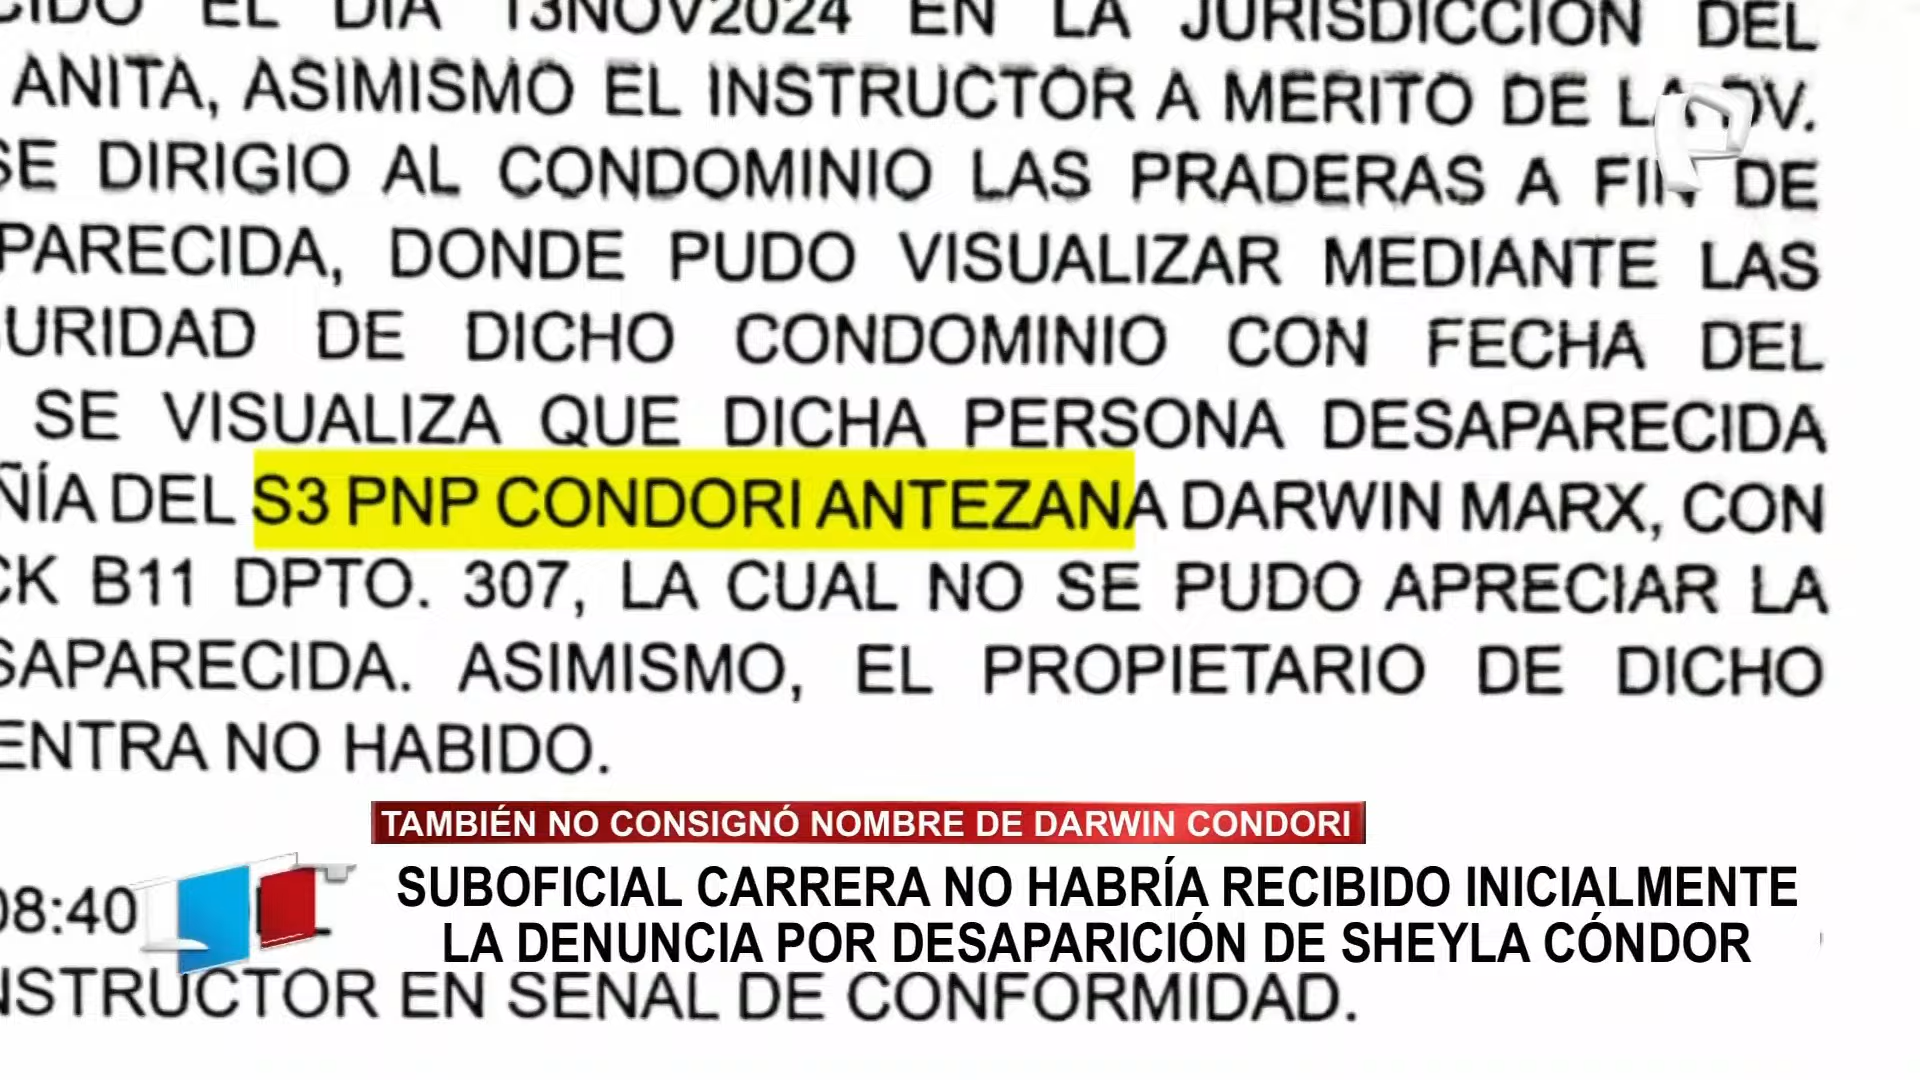 CIDO EL DIA 13NOV2024 EN LA JURISDICCION DEL
ANITA, ASIMISMO EL INSTRUCTOR A MERITO DE LA DV.
SE DIRIGIO AL CONDOMINIO LAS PRADERAS A FIN DE
PARECIDA, DONDE PUDO VISUALIZAR MEDIANTE LAS
URIDAD DE DICHO CONDOMINIO CON FECHA DEL
SE VISUALIZA QUE DICHA PERSONA DESAPARECIDA
ÑÍA DEL S3 PNP CONDORI ANTEZANA DARWIN MARX, CON
CK B11 DPTO. 307, LA CUAL NO SE PUDO APRECIAR LA
SAPARECIDA. ASIMISMO, EL PROPIETARIO DE DICHO
ENTRA NO HABIDO.
TAMBIÉN NO CONSIGNÓ NOMBRE DE DARWIN CONDORI
SUBOFICIAL CARRERA NO HABRÍA RECIBIDO INICIALMENTE
08:40
LA DENUNCIA POR DESAPARICIÓN DE SHEYLA CÓNDOR
NSTRUCTOR EN SENAL DE CONFORMIDAD.